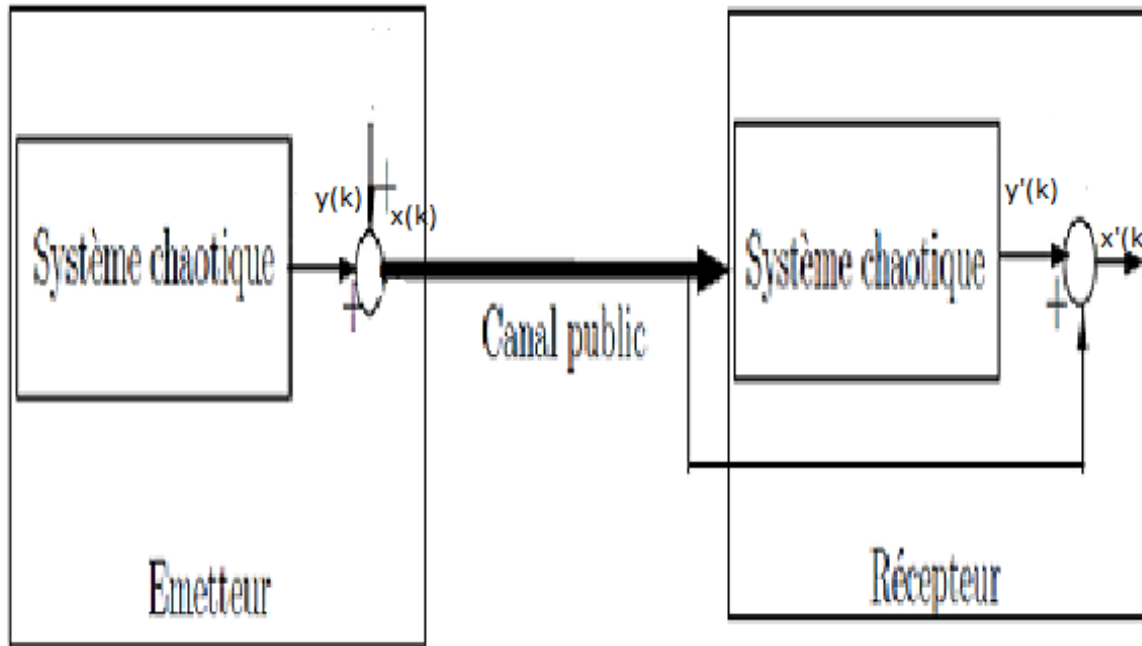 y(k)
+
x(k)
Système chaotique
+
Emetteur
Canal public
Système chaotique
y'(k)
x'(k
+
Récepteur